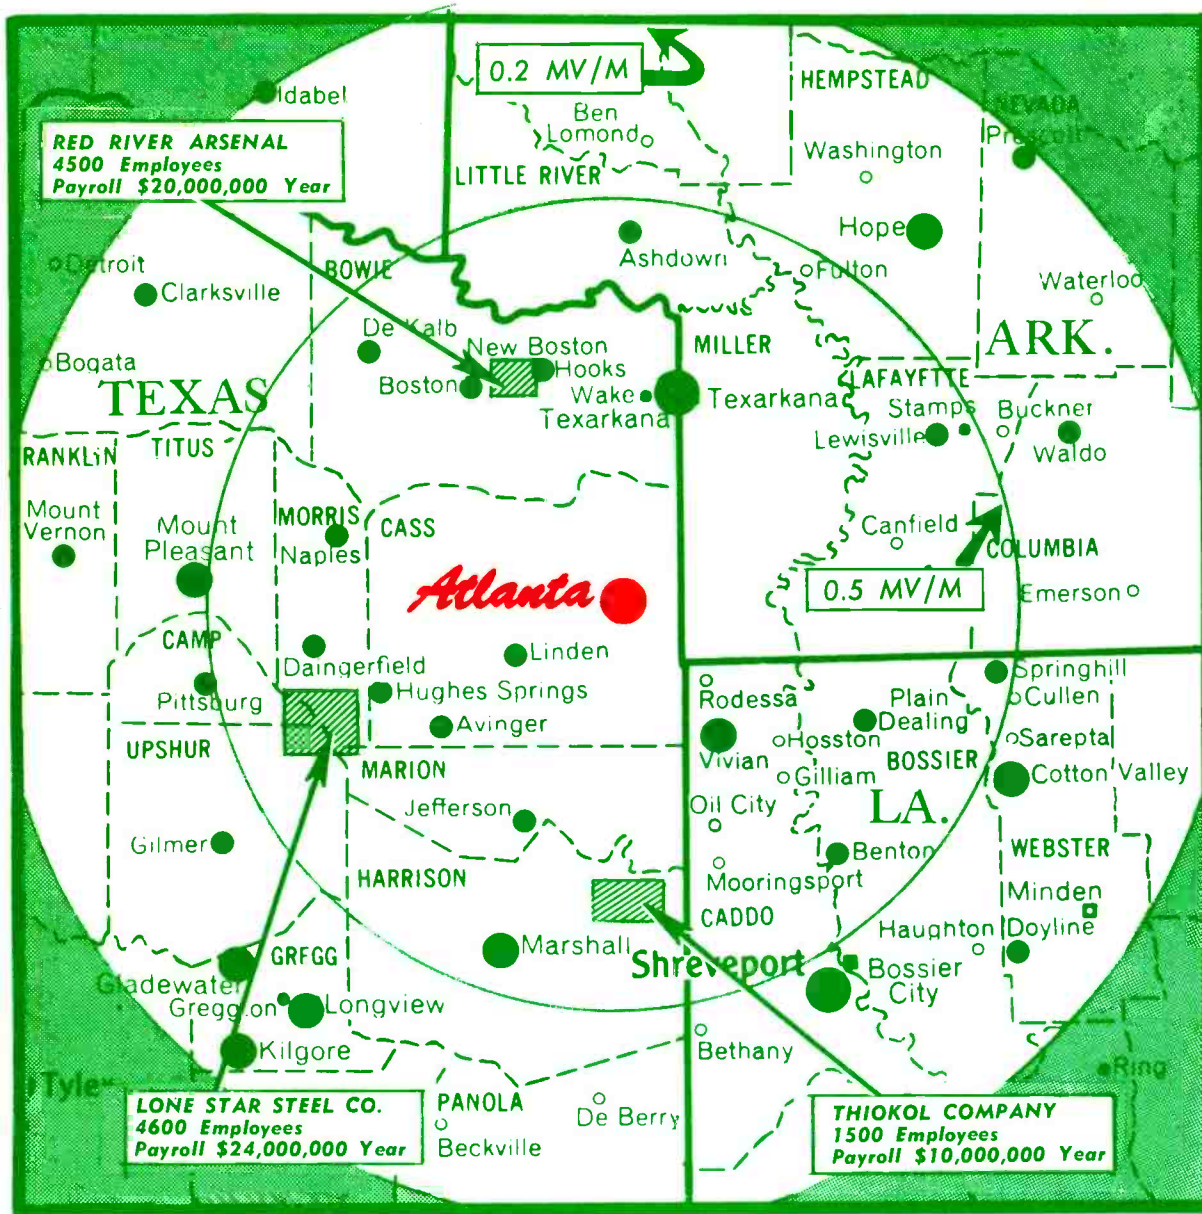 0.2 MV/M
HEMPSTEAD
Idabel
NEVADA
Prescott
Ben
Lomond
RED RIVER ARSENAL
4500 Employees
Payroll $20,000,000 Year
Washington
LITTLE RIVER
Hope
Ashdown
Detroit
BOWIE
Fulton
Clarksville
Waterloo
De Kalb
ARK.
MILLER
New Boston
Hooks
Bogata
TEXAS
Boston
Wake
Texarkana
Texarkana
LAFAYETTE
Stamps
Buckner
Lewisville
Waldo
TITUS
RANKLIN
Mount
Vernon
Mount
Pleasant
MORRIS
Naples
CASS
Canfield
COLUMBIA
Atlanta
0.5 MV/M
Emerson
CAMP
Daingerfield
Linden
Springhill
Pittsburg
Hughes Springs
Rodessa
Plain
Dealing
Cullen
Avinger
UPSHUR
Vivian
Hosston
Sarepta
BOSSIER
MARION
Gilliam
Cotton Valley
Jefferson
Oil City
LA.
Gilmer
Benton
WEBSTER
HARRISON
Mooringsport
Minden
CADDO
Haughton
Doyline
GREGG
Marshall
Shreveport
Bossier
City
Gladewater
Greggton
Longview
Kilgore
Bethany
Ring
Tyler
LONE STAR STEEL CO.
4600 Employees
Payroll $24,000,000 Year
PANOLA
Beckville
De Berry
THIOKOL COMPANY
1500 Employees
Payroll $10,000,000 Year